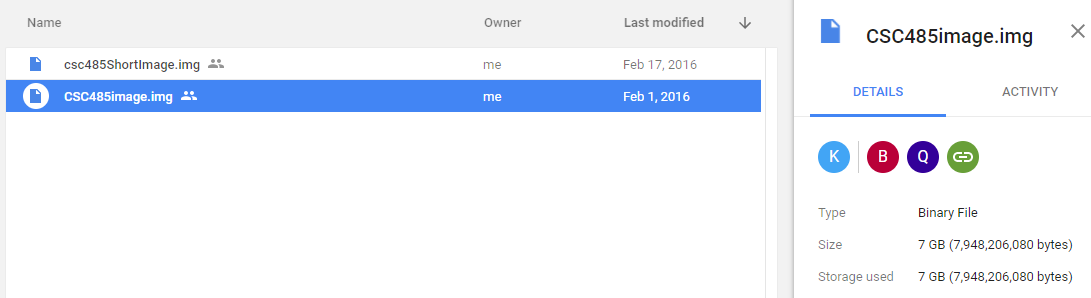 Name Owner Last modified
csc485ShortImage.img me Feb 17, 2016
CSC485image.img me Feb 1, 2016
CSC485image.img
DETAILS ACTIVITY
K B Q
Type Binary File
Size 7 GB (7,948,206,080 bytes)
Storage used 7 GB (7,948,206,080 bytes)